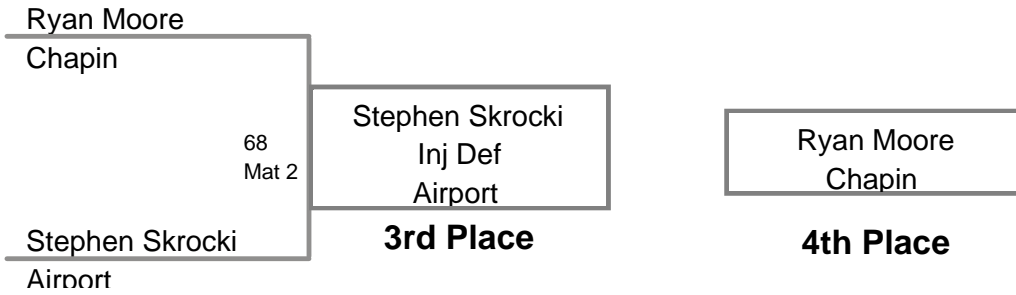 Ryan Moore
Chapin
68
Mat 2
Stephen Skrocki
Airport
Stephen Skrocki
Inj Def
Airport
3rd Place
Ryan Moore
Chapin
4th Place